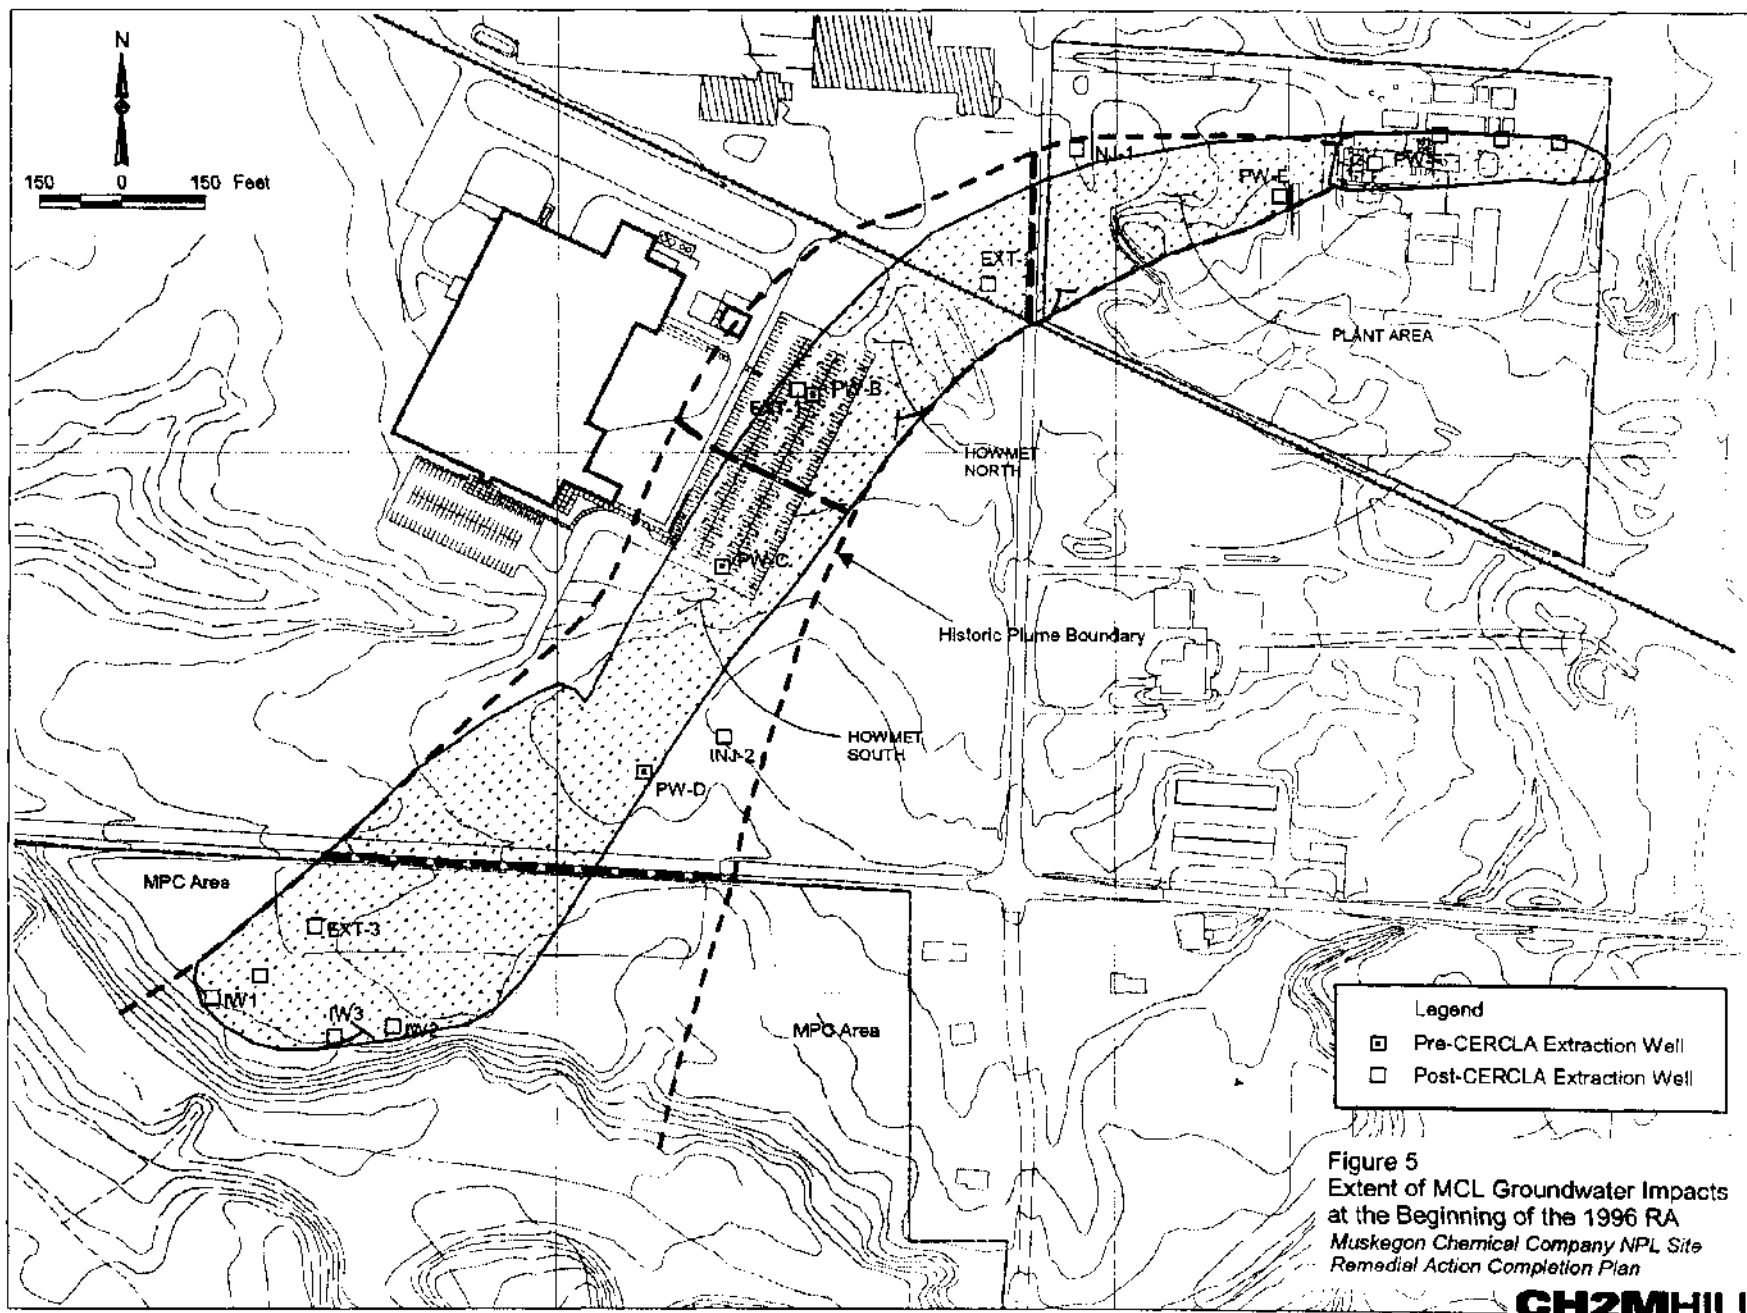 N
150 0 150 Feet
NJ-1
PW-E
EXT-
PLANT AREA
EXT-1
PW-B
HOWMET
NORTH
PW-C
Historic Plume Boundary
HOWMET
SOUTH
INJ-2
PW-D
MPC Area
EXT-3
IW1
IW3
IW2
MPC Area
Legend
Pre-CERCLA Extraction Well
Post-CERCLA Extraction Well
Figure 5
Extent of MCL Groundwater Impacts
at the Beginning of the 1996 RA
Muskegon Chemical Company NPL Site
Remedial Action Completion Plan
CH2MHILL